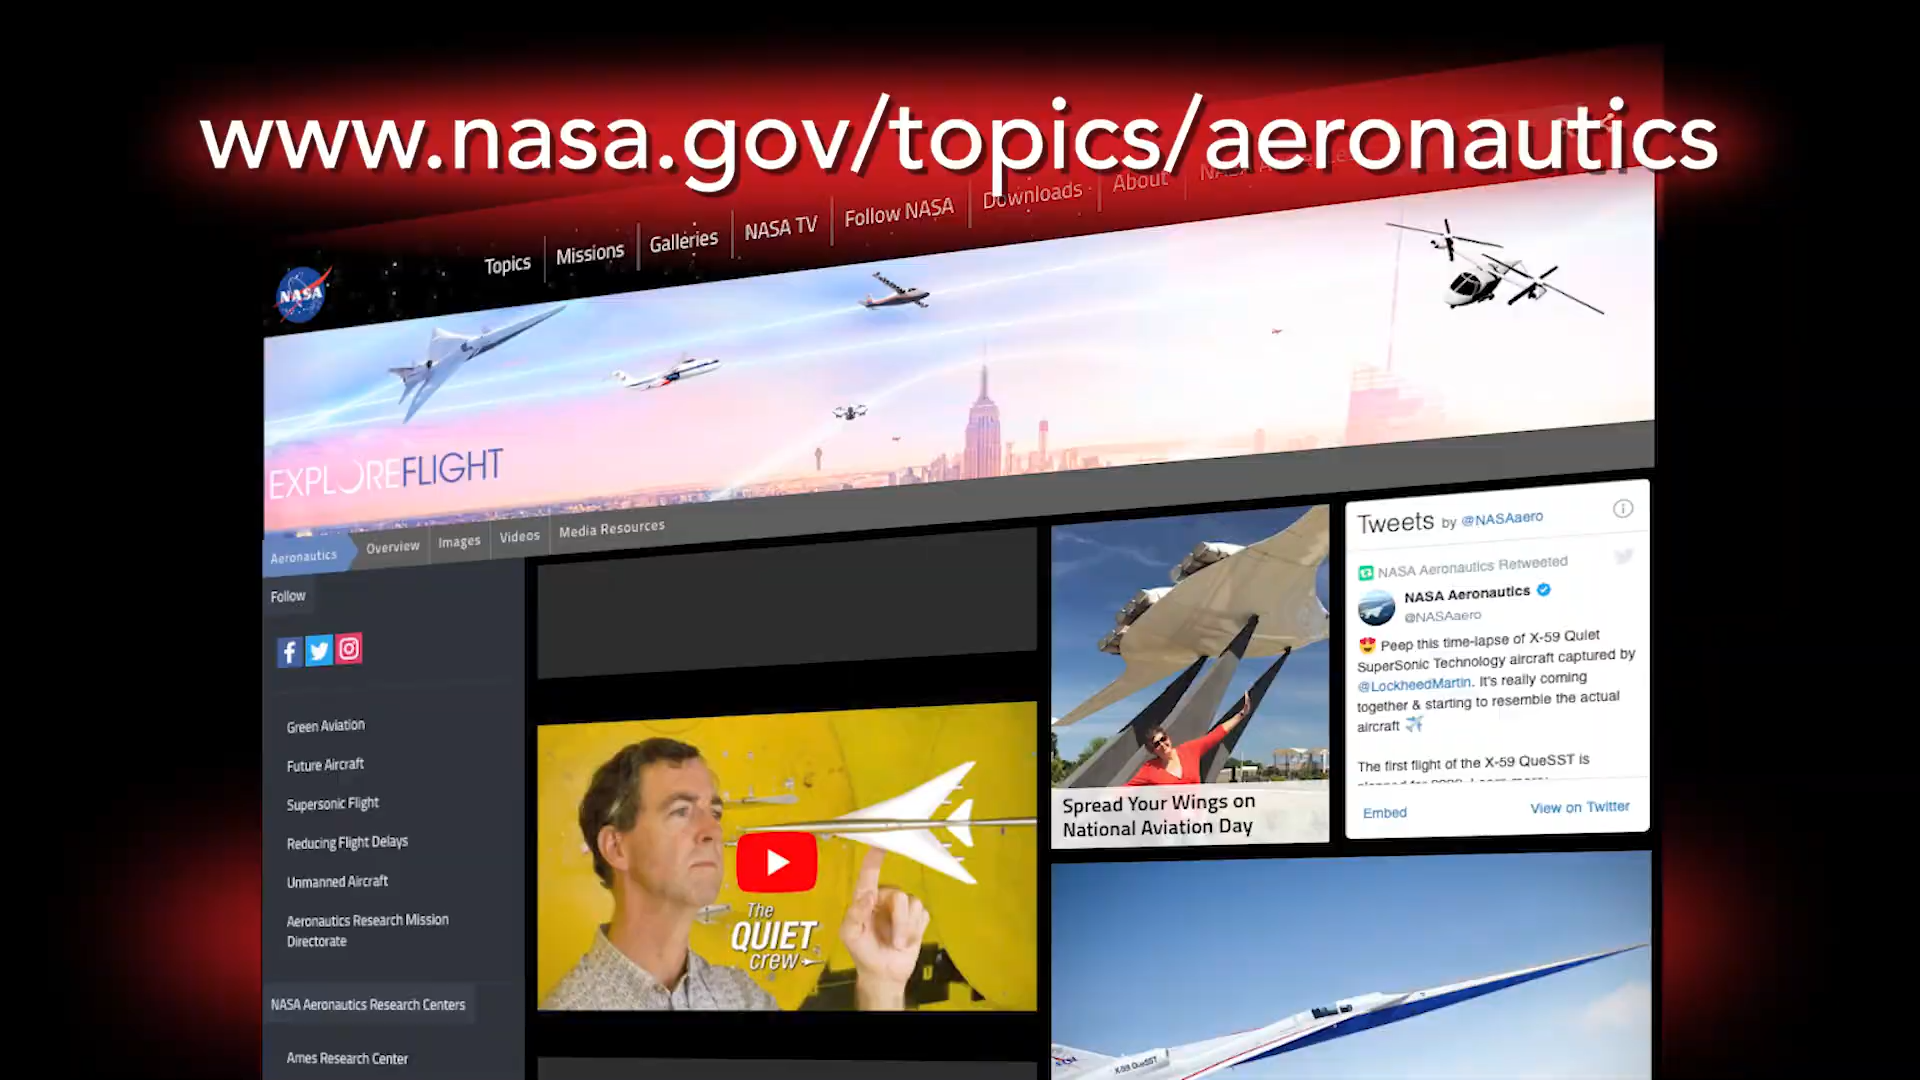 www.nasa.gov/topics/aeronautics
Topics
Missions
Galleries
NASA TV
Follow NASA
Downloads
About
NASA
NASA
EXPLOREFLIGHT
Aeronautics
Overview
Images
Videos
Media Resources
Follow
Green Aviation
Future Aircraft
Supersonic Flight
Reducing Flight Delays
Unmanned Aircraft
Aeronautics Research Mission
Directorate
NASA Aeronautics Research Centers
Ames Research Center
The
QUIET
crew
Spread Your Wings on
National Aviation Day
Tweets by @NASAaero
NASA Aeronautics Retweeted
NASA Aeronautics
@NASAaero
😍 Peep this time-lapse of X-59 Quiet
SuperSonic Technology aircraft captured by
@LockheedMartin. It's really coming
together & starting to resemble the actual
aircraft ✈️
The first flight of the X-59 QueSST is
Embed
View on Twitter
X-59 QueSST